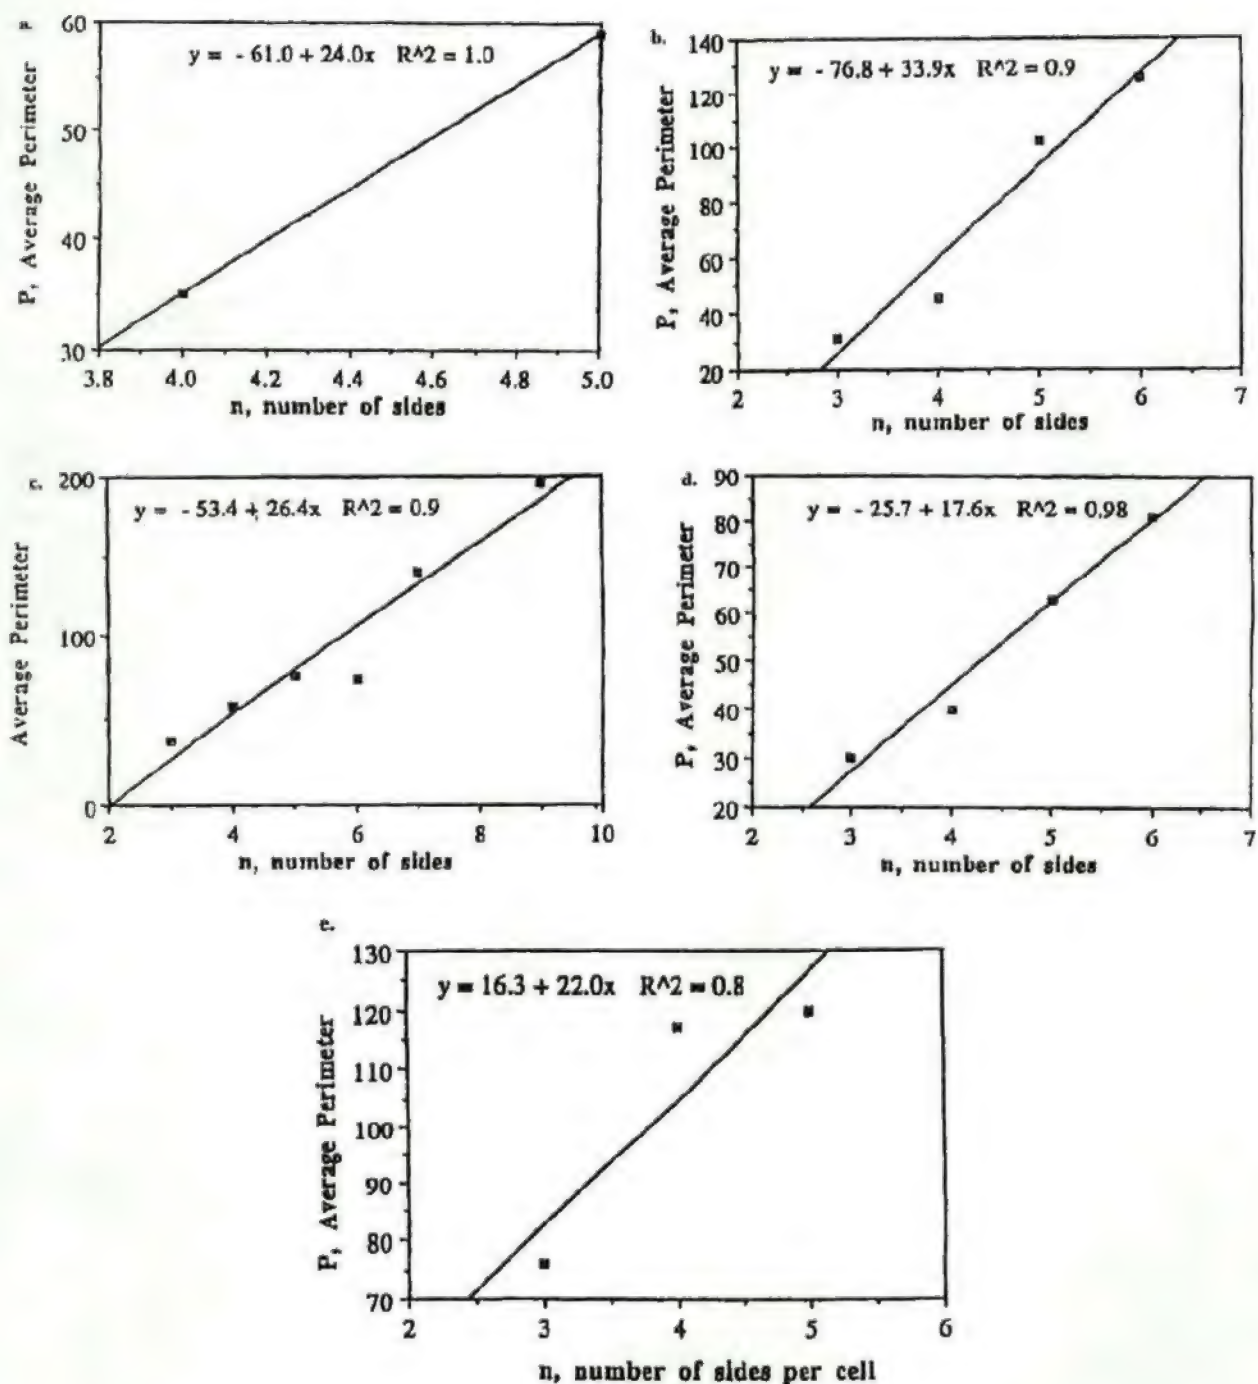 a.
60
50
40
30
P, Average Perimeter
y = - 61.0 + 24.0x R^2 = 1.0
3.8 4.0 4.2 4.4 4.6 4.8 5.0
n, number of sides
b.
140
120
100
80
60
40
20
P, Average Perimeter
y = - 76.8 + 33.9x R^2 = 0.9
2 3 4 5 6 7
n, number of sides
c.
200
100
0
Average Perimeter
y = - 53.4 + 26.4x R^2 = 0.9
2 4 6 8 10
n, number of sides
d.
90
80
70
60
50
40
30
20
P, Average Perimeter
y = - 25.7 + 17.6x R^2 = 0.98
2 3 4 5 6 7
n, number of sides
e.
130
120
110
100
90
80
70
P, Average Perimeter
y = 16.3 + 22.0x R^2 = 0.8
2 3 4 5 6
n, number of sides per cell